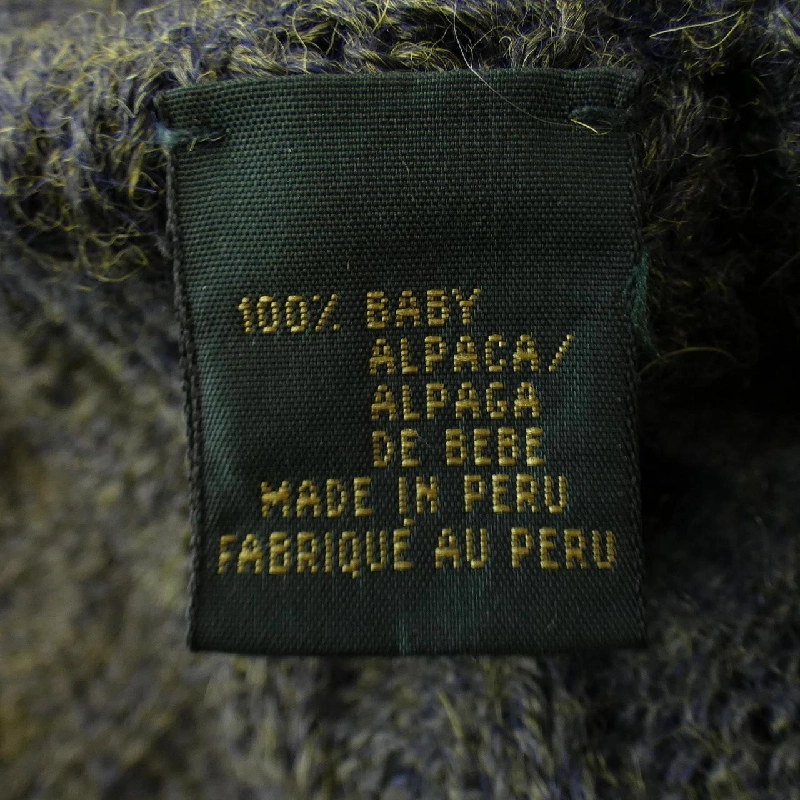 100% BABY
ALPACA/
ALPAGA
DE BEBE
MADE IN PERU
FABRIQUÉ AU PERU